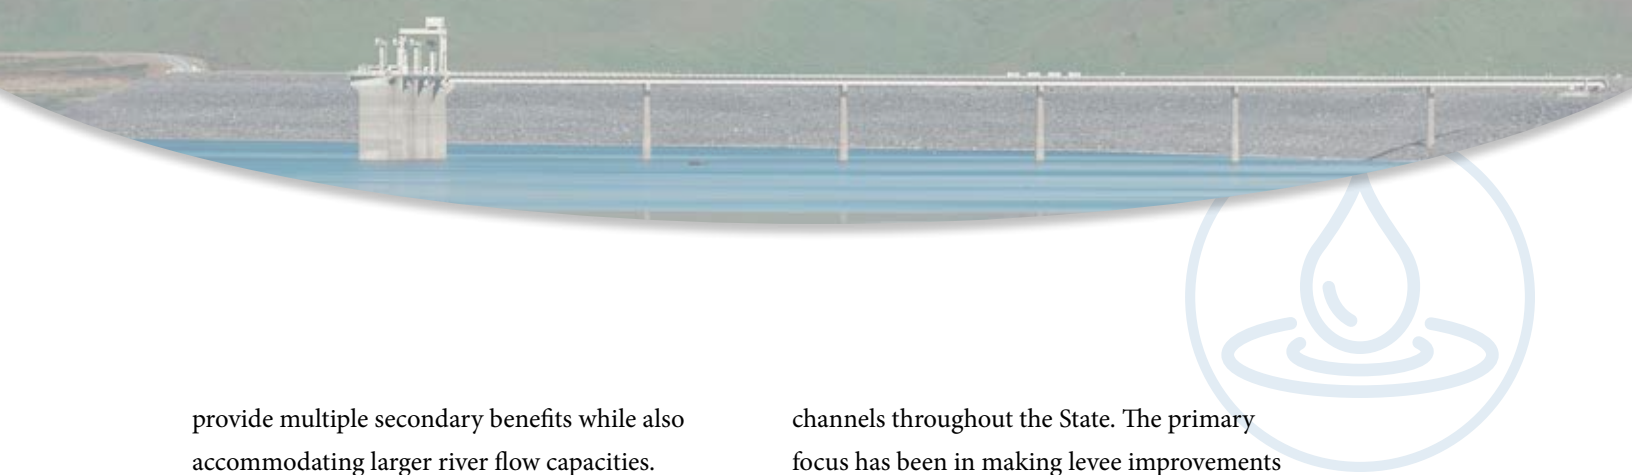 provide multiple secondary benefits while also
accommodating larger river flow capacities.
channels throughout the State. The primary
focus has been in making levee improvements